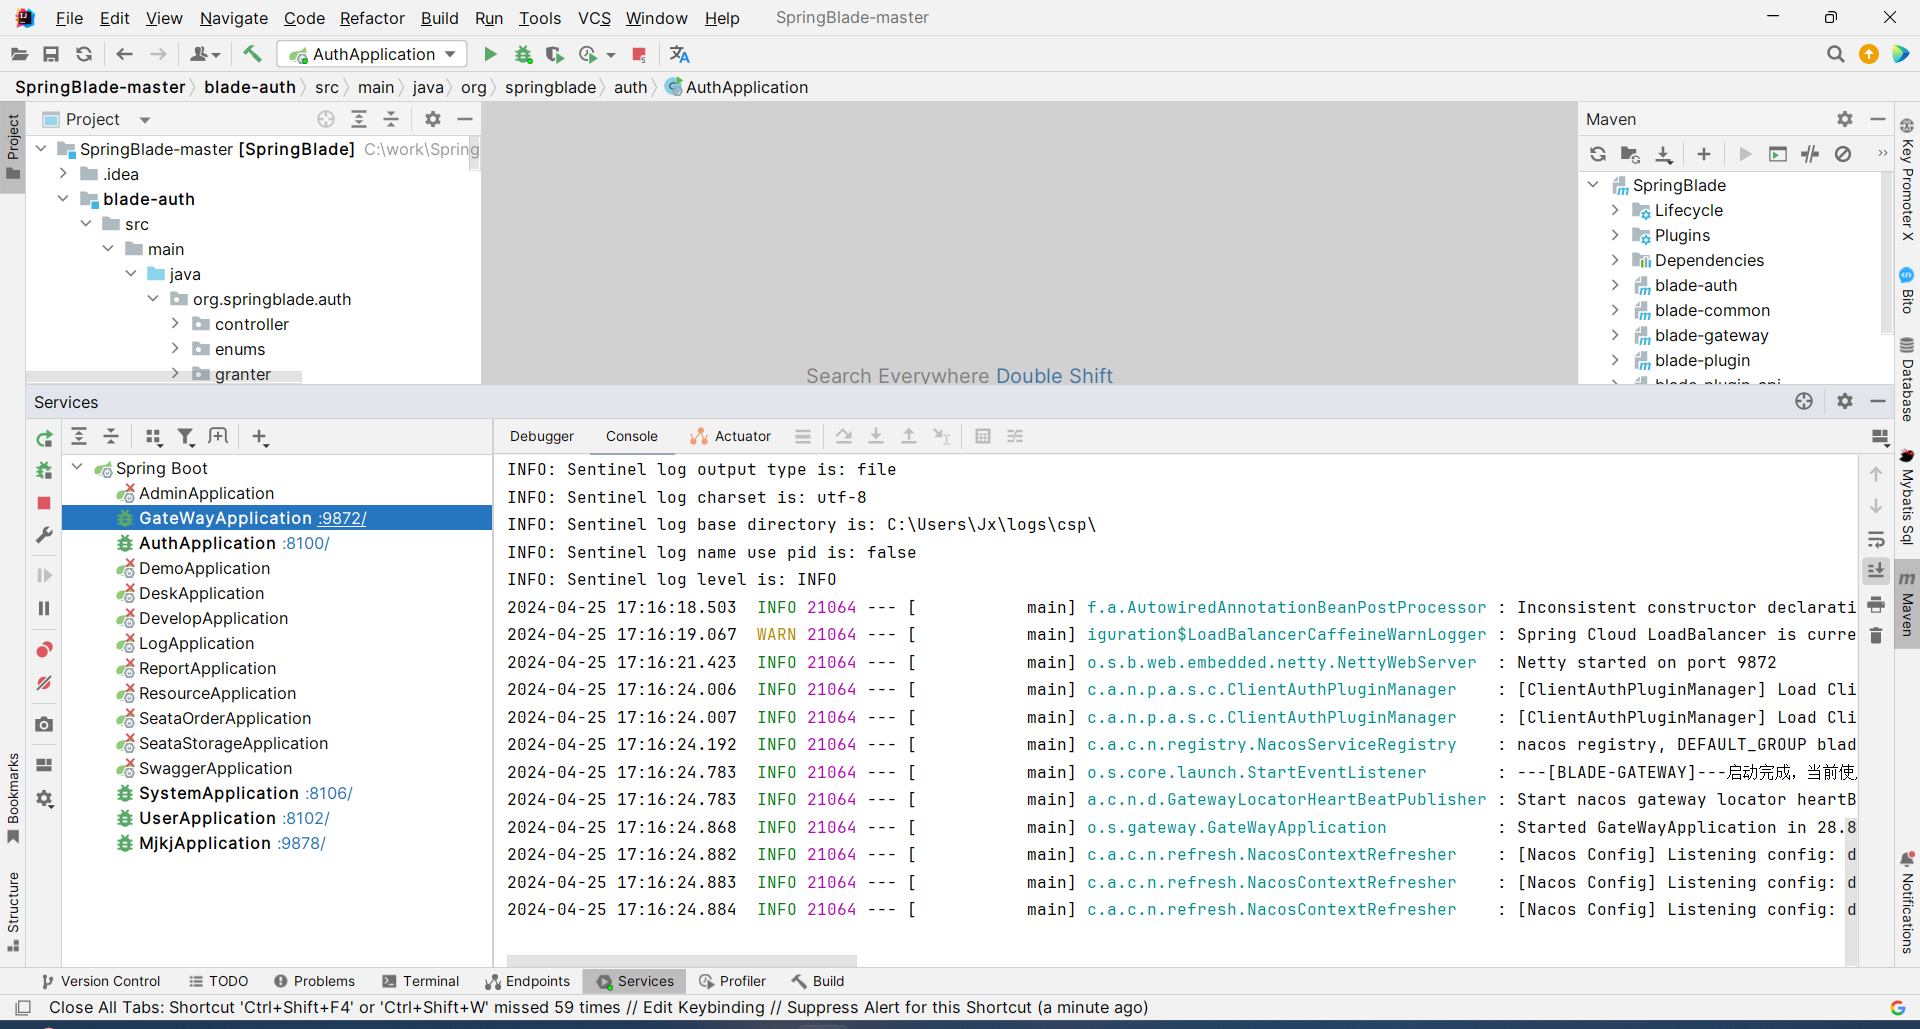 File Edit View Navigate Code Refactor Build Run Tools VCS Window Help SpringBlade-master
AuthApplication
SpringBlade-master blade-auth src main java org springblade auth AuthApplication
Project
SpringBlade-master [SpringBlade] C:\work\Spring
.idea
blade-auth
src
main
java
org.springblade.auth
controller
enums
granter
Project
Bookmarks
Structure
Search Everywhere Double Shift
Maven
SpringBlade
Lifecycle
Plugins
Dependencies
blade-auth
blade-common
blade-gateway
blade-plugin
Key Promoter X
Bito
Database
Mybatis Sql
Maven
Notifications
Services
Spring Boot
AdminApplication
GateWayApplication :9872/
AuthApplication :8100/
DemoApplication
DeskApplication
DevelopApplication
LogApplication
ReportApplication
ResourceApplication
SeataOrderApplication
SeataStorageApplication
SwaggerApplication
SystemApplication :8106/
UserApplication :8102/
MjkjApplication :9878/
Debugger Console Actuator
INFO: Sentinel log output type is: file
INFO: Sentinel log charset is: utf-8
INFO: Sentinel log base directory is: C:\Users\Jx\logs\csp\
INFO: Sentinel log name use pid is: false
INFO: Sentinel log level is: INFO
2024-04-25 17:16:18.503 INFO 21064 --- [ main] f.a.AutowiredAnnotationBeanPostProcessor : Inconsistent constructor declarati
2024-04-25 17:16:19.067 WARN 21064 --- [ main] iguration$LoadBalancerCaffeineWarnLogger : Spring Cloud LoadBalancer is curre
2024-04-25 17:16:21.423 INFO 21064 --- [ main] o.s.b.web.embedded.netty.NettyWebServer : Netty started on port 9872
2024-04-25 17:16:24.006 INFO 21064 --- [ main] c.a.n.p.a.s.c.ClientAuthPluginManager : [ClientAuthPluginManager] Load Cli
2024-04-25 17:16:24.007 INFO 21064 --- [ main] c.a.n.p.a.s.c.ClientAuthPluginManager : [ClientAuthPluginManager] Load Cli
2024-04-25 17:16:24.192 INFO 21064 --- [ main] c.a.c.n.registry.NacosServiceRegistry : nacos registry, DEFAULT_GROUP blad
2024-04-25 17:16:24.783 INFO 21064 --- [ main] o.s.core.launch.StartEventListener : ---[BLADE-GATEWAY]---启动完成，当前使
2024-04-25 17:16:24.783 INFO 21064 --- [ main] a.c.n.d.GatewayLocatorHeartBeatPublisher : Start nacos gateway locator heartB
2024-04-25 17:16:24.868 INFO 21064 --- [ main] o.s.gateway.GateWayApplication : Started GateWayApplication in 28.8
2024-04-25 17:16:24.882 INFO 21064 --- [ main] c.a.c.n.refresh.NacosContextRefresher : [Nacos Config] Listening config: d
2024-04-25 17:16:24.883 INFO 21064 --- [ main] c.a.c.n.refresh.NacosContextRefresher : [Nacos Config] Listening config: d
2024-04-25 17:16:24.884 INFO 21064 --- [ main] c.a.c.n.refresh.NacosContextRefresher : [Nacos Config] Listening config: d
Version Control TODO Problems Terminal Endpoints Services Profiler Build
Close All Tabs: Shortcut 'Ctrl+Shift+F4' or 'Ctrl+Shift+W' missed 59 times // Edit Keybinding // Suppress Alert for this Shortcut (a minute ago)